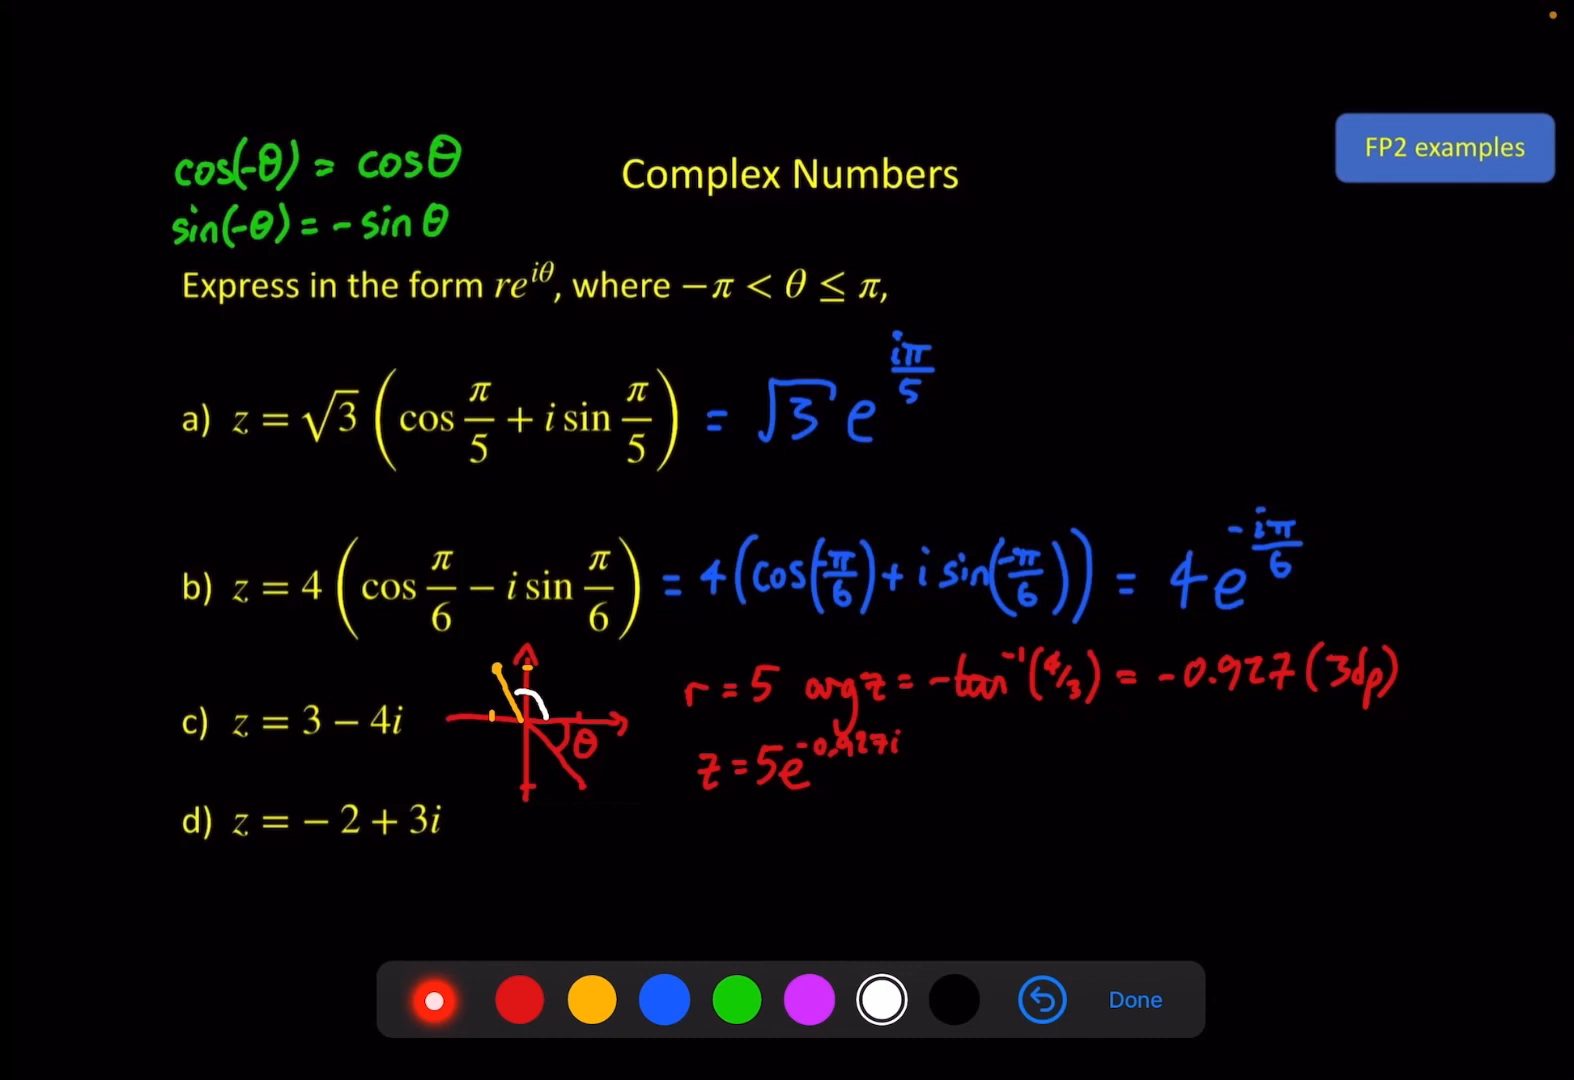 FP2 examples
cos(-θ) = cosθ
Complex Numbers
sin(-θ) = - sin θ
Express in the form re^{iθ}, where −π < θ ≤ π,
a) z = √3 (cos π/5 + i sin π/5) = √3 e^{iπ/5}
b) z = 4 (cos π/6 − i sin π/6) = 4(cos(-π/6) + i sin(-π/6)) = 4e^{-iπ/6}
r = 5 arg z = -tan⁻¹(4/3) = -0.927 (3dp)
c) z = 3 − 4i
θ
z = 5e^{-0.927i}
d) z = − 2 + 3i
Done